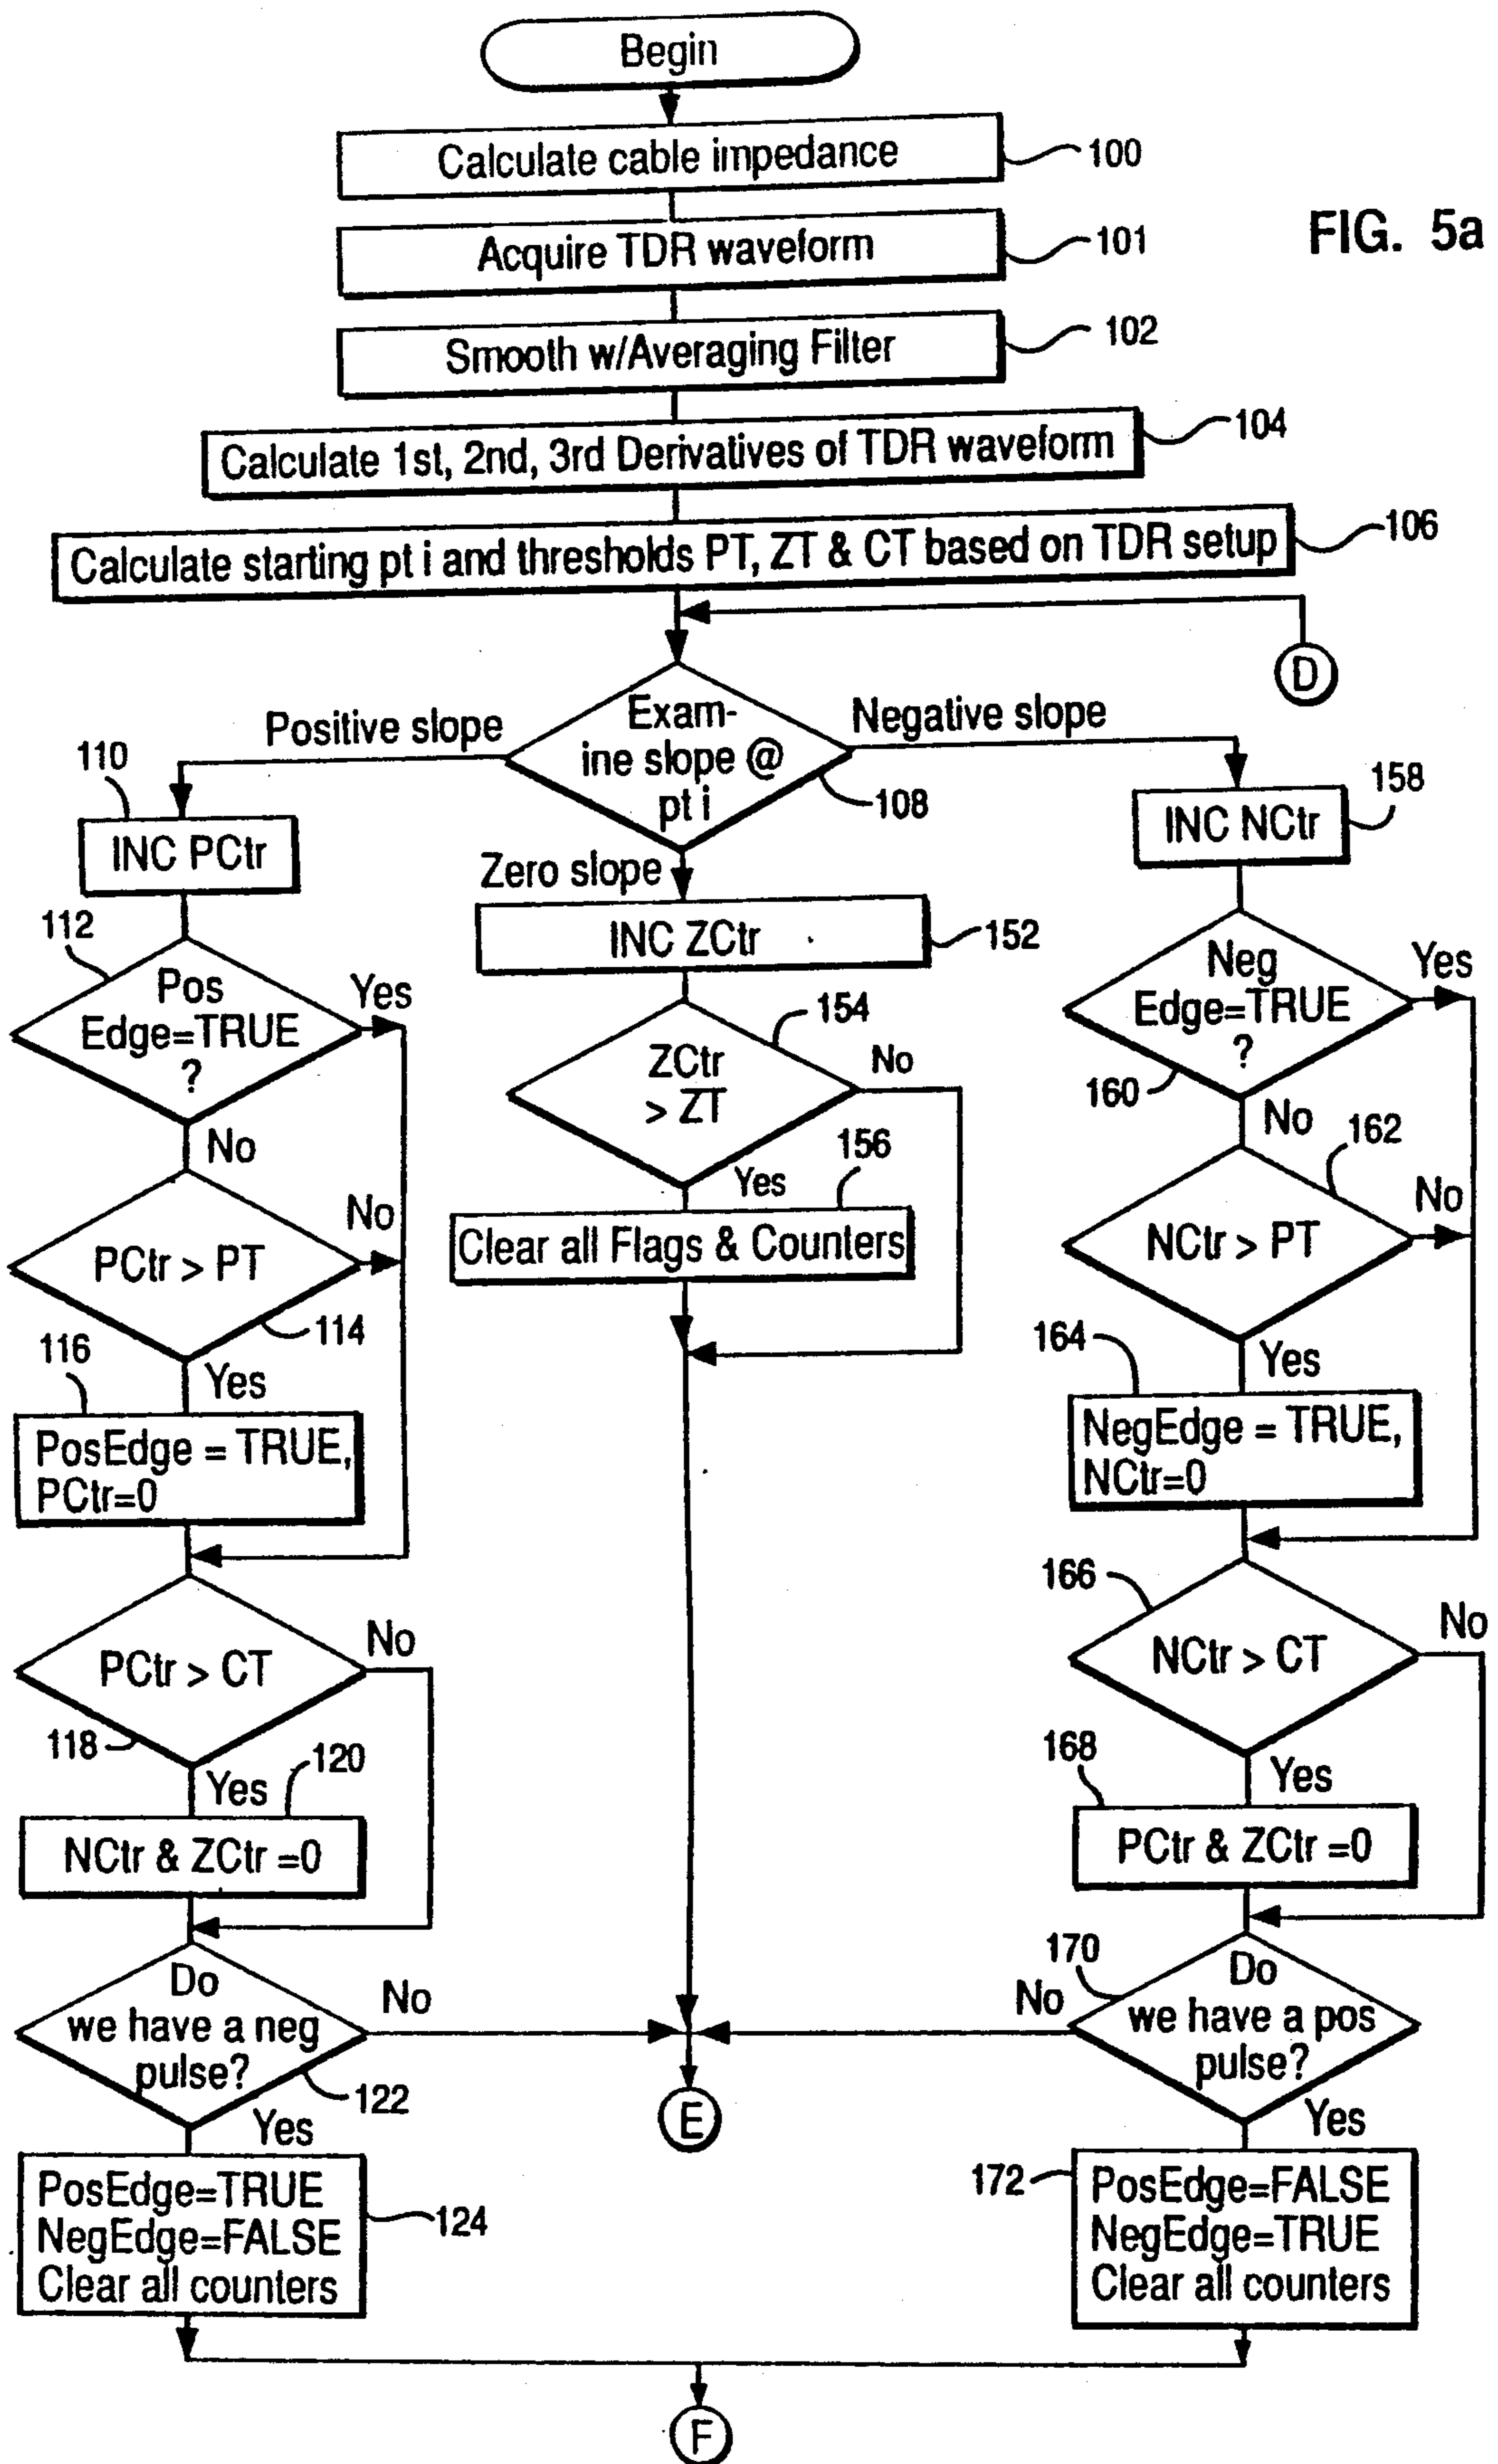 Begin
Calculate cable impedance
100
FIG. 5a
Acquire TDR waveform
101
Smooth w/Averaging Filter
102
Calculate 1st, 2nd, 3rd Derivatives of TDR waveform
104
Calculate starting pt i and thresholds PT, ZT & CT based on TDR setup
106
D
Exam-
ine slope @
pt i
108
Positive slope
Negative slope
Zero slope
110
INC PCtr
112
Pos
Edge=TRUE
?
Yes
No
PCtr > PT
No
114
116
Yes
PosEdge = TRUE,
PCtr=0
PCtr > CT
No
118
Yes
120
NCtr & ZCtr =0
Do
we have a neg
pulse?
No
122
Yes
PosEdge=TRUE
NegEdge=FALSE
Clear all counters
124
INC ZCtr
152
154
ZCtr
> ZT
No
Yes
156
Clear all Flags & Counters
E
158
INC NCtr
Neg
Edge=TRUE
?
Yes
160
No
162
NCtr > PT
No
164
Yes
NegEdge = TRUE,
NCtr=0
166
NCtr > CT
No
168
Yes
PCtr & ZCtr =0
170
Do
we have a pos
pulse?
No
Yes
172
PosEdge=FALSE
NegEdge=TRUE
Clear all counters
F